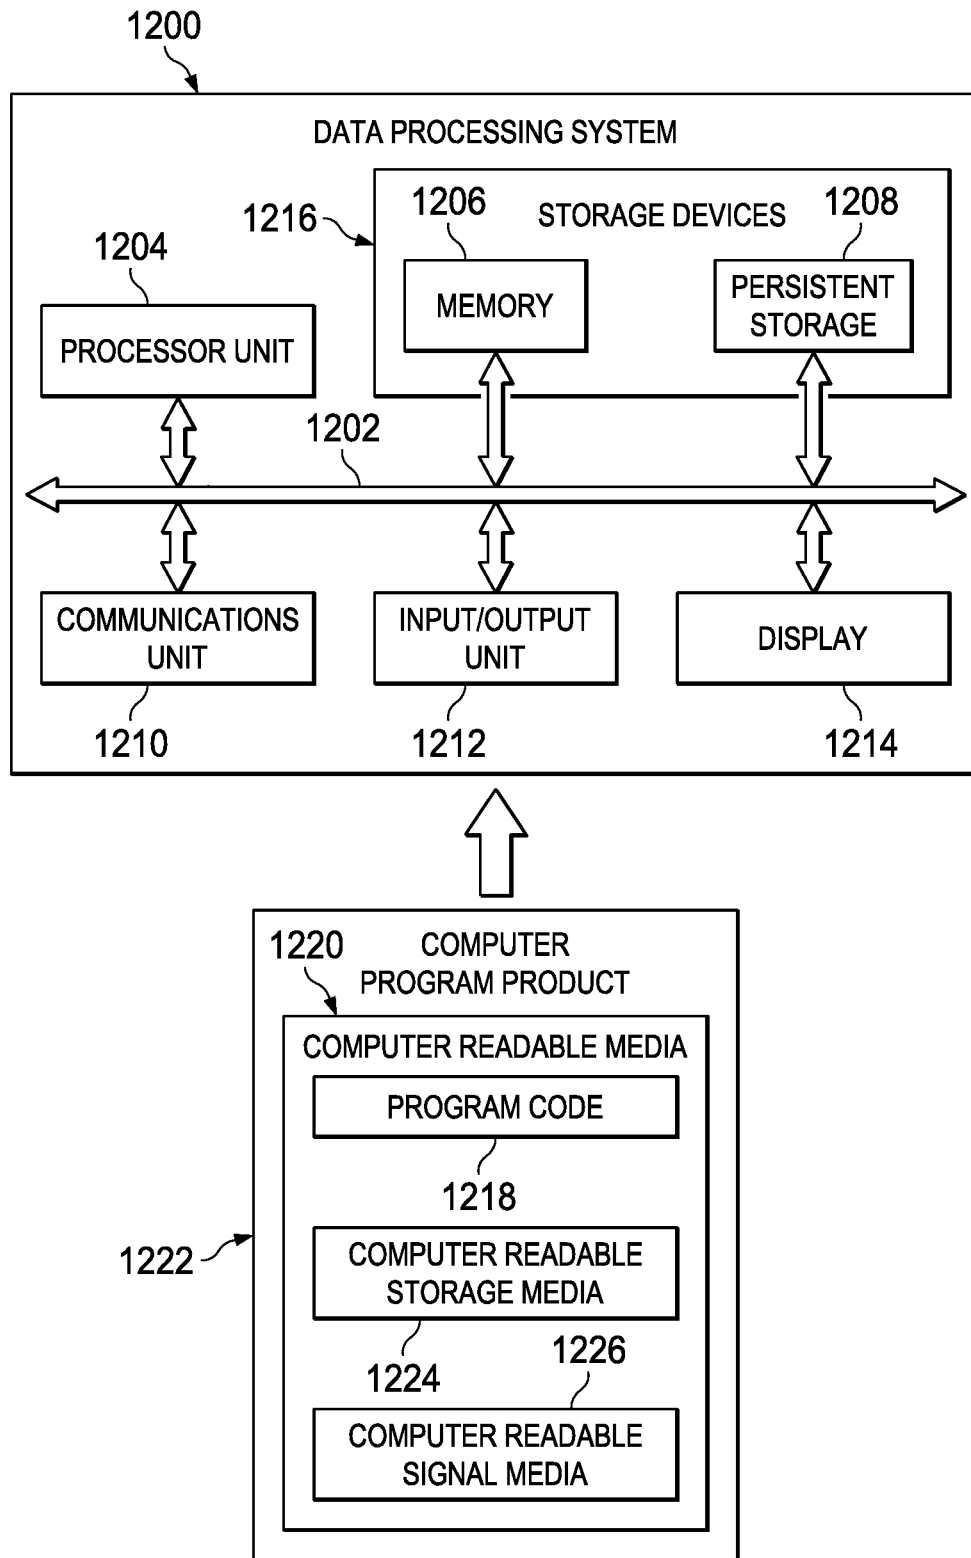 1200
DATA PROCESSING SYSTEM
1216
1206
STORAGE DEVICES
1208
1204
MEMORY
PERSISTENT
STORAGE
PROCESSOR UNIT
1202
COMMUNICATIONS
UNIT
INPUT/OUTPUT
UNIT
DISPLAY
1210
1212
1214
1220
COMPUTER
PROGRAM PRODUCT
COMPUTER READABLE MEDIA
PROGRAM CODE
1218
1222
COMPUTER READABLE
STORAGE MEDIA
1224
1226
COMPUTER READABLE
SIGNAL MEDIA